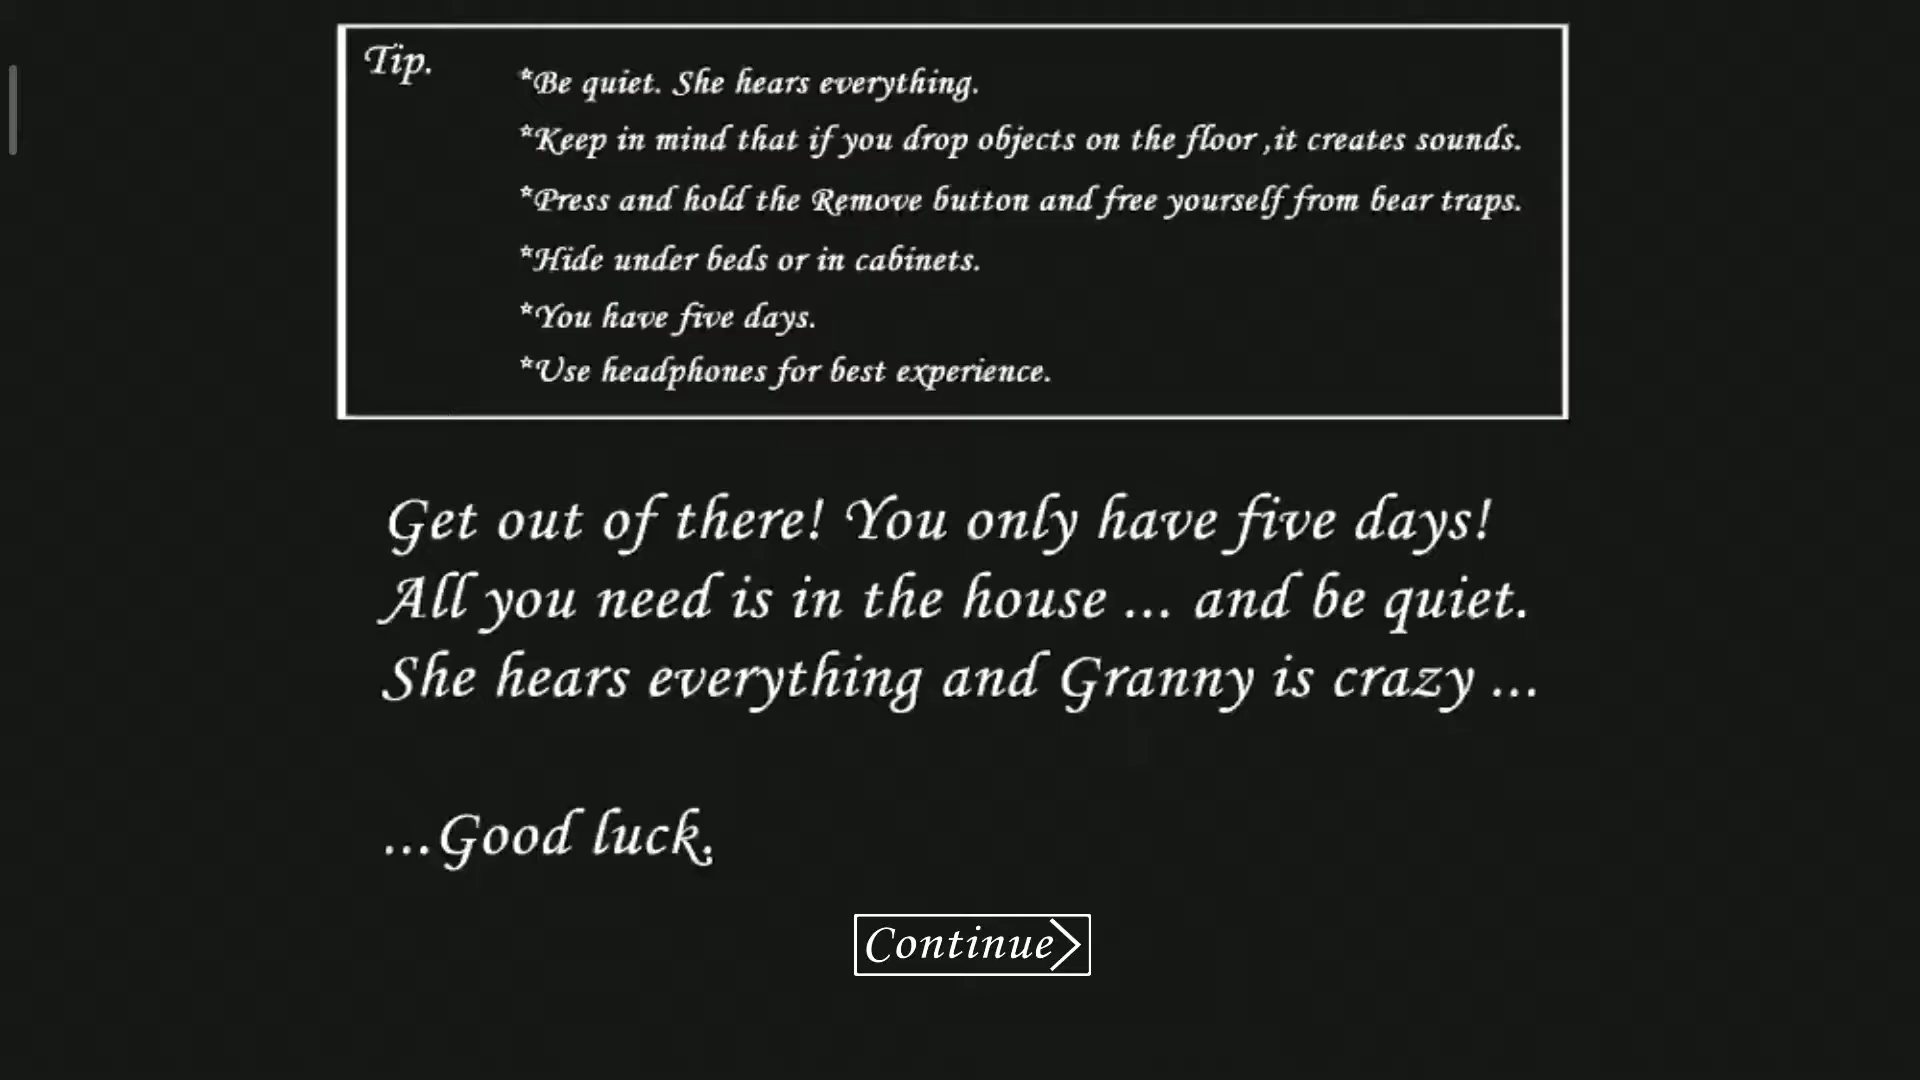 Tip.
*Be quiet. She hears everything.
*Keep in mind that if you drop objects on the floor ,it creates sounds.
*Press and hold the Remove button and free yourself from bear traps.
*Hide under beds or in cabinets.
*You have five days.
*Use headphones for best experience.
Get out of there! You only have five days!
All you need is in the house ... and be quiet.
She hears everything and Granny is crazy ...
...Good luck.
Continue>